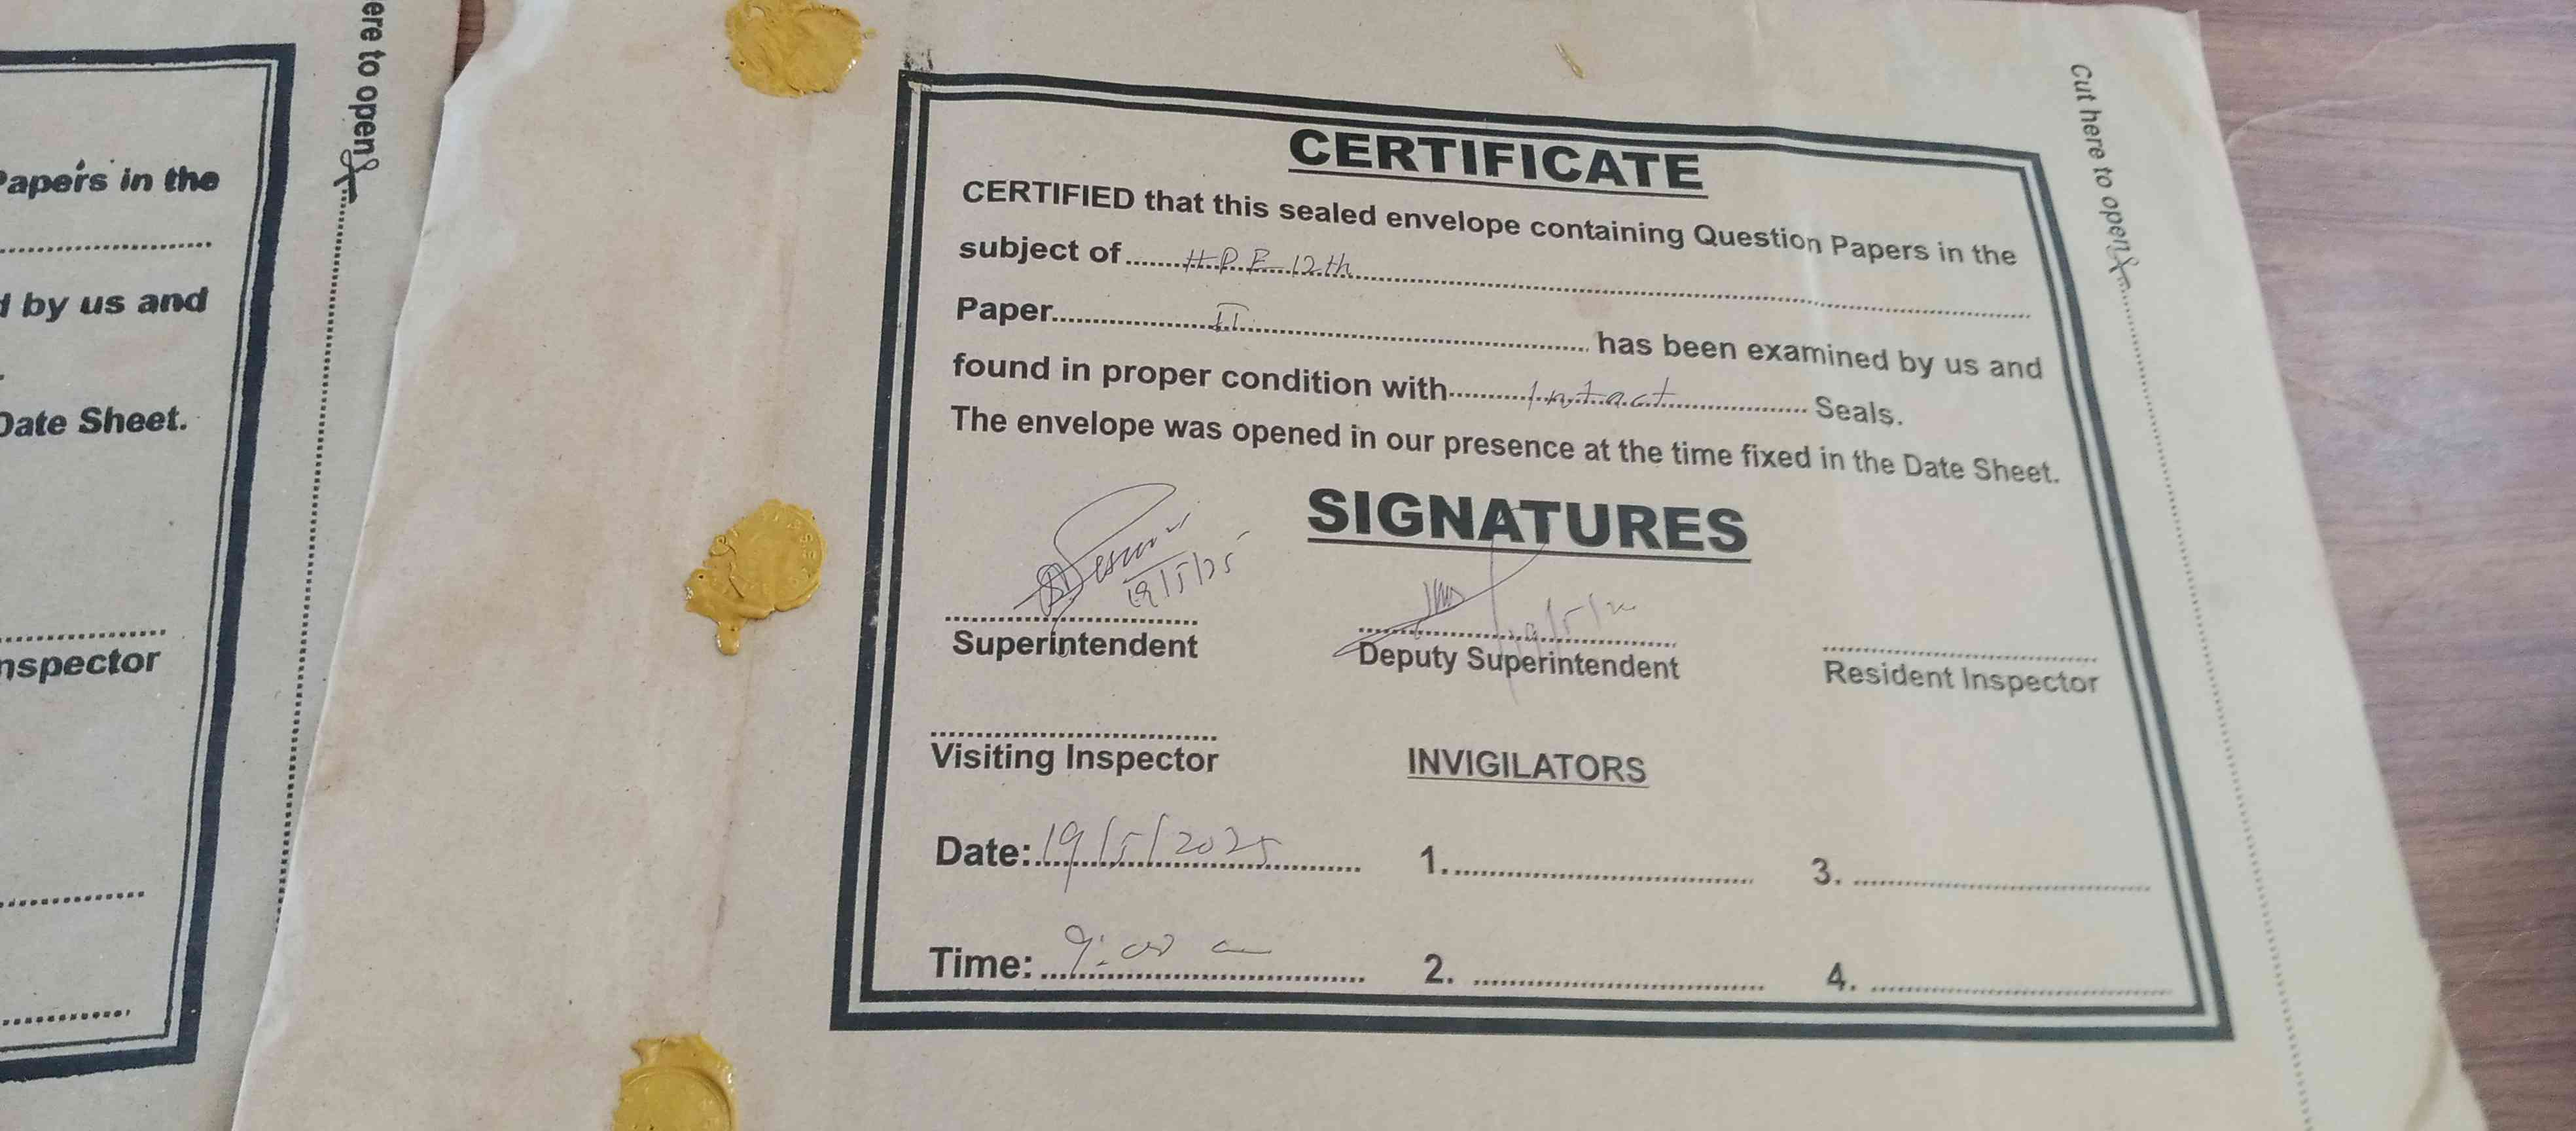 ere to open
Papers in the
d by us and
Date Sheet.
nspector
Cut here to open
CERTIFICATE
CERTIFIED that this sealed envelope containing Question Papers in the
subject of HPE 12th
Paper II has been examined by us and
found in proper condition with Intact Seals.
The envelope was opened in our presence at the time fixed in the Date Sheet.
SIGNATURES
19/5/25
Superintendent
Deputy Superintendent
Resident Inspector
Visiting Inspector
INVIGILATORS
Date: 19/5/2025
1.
3.
Time: 9:00
2.
4.